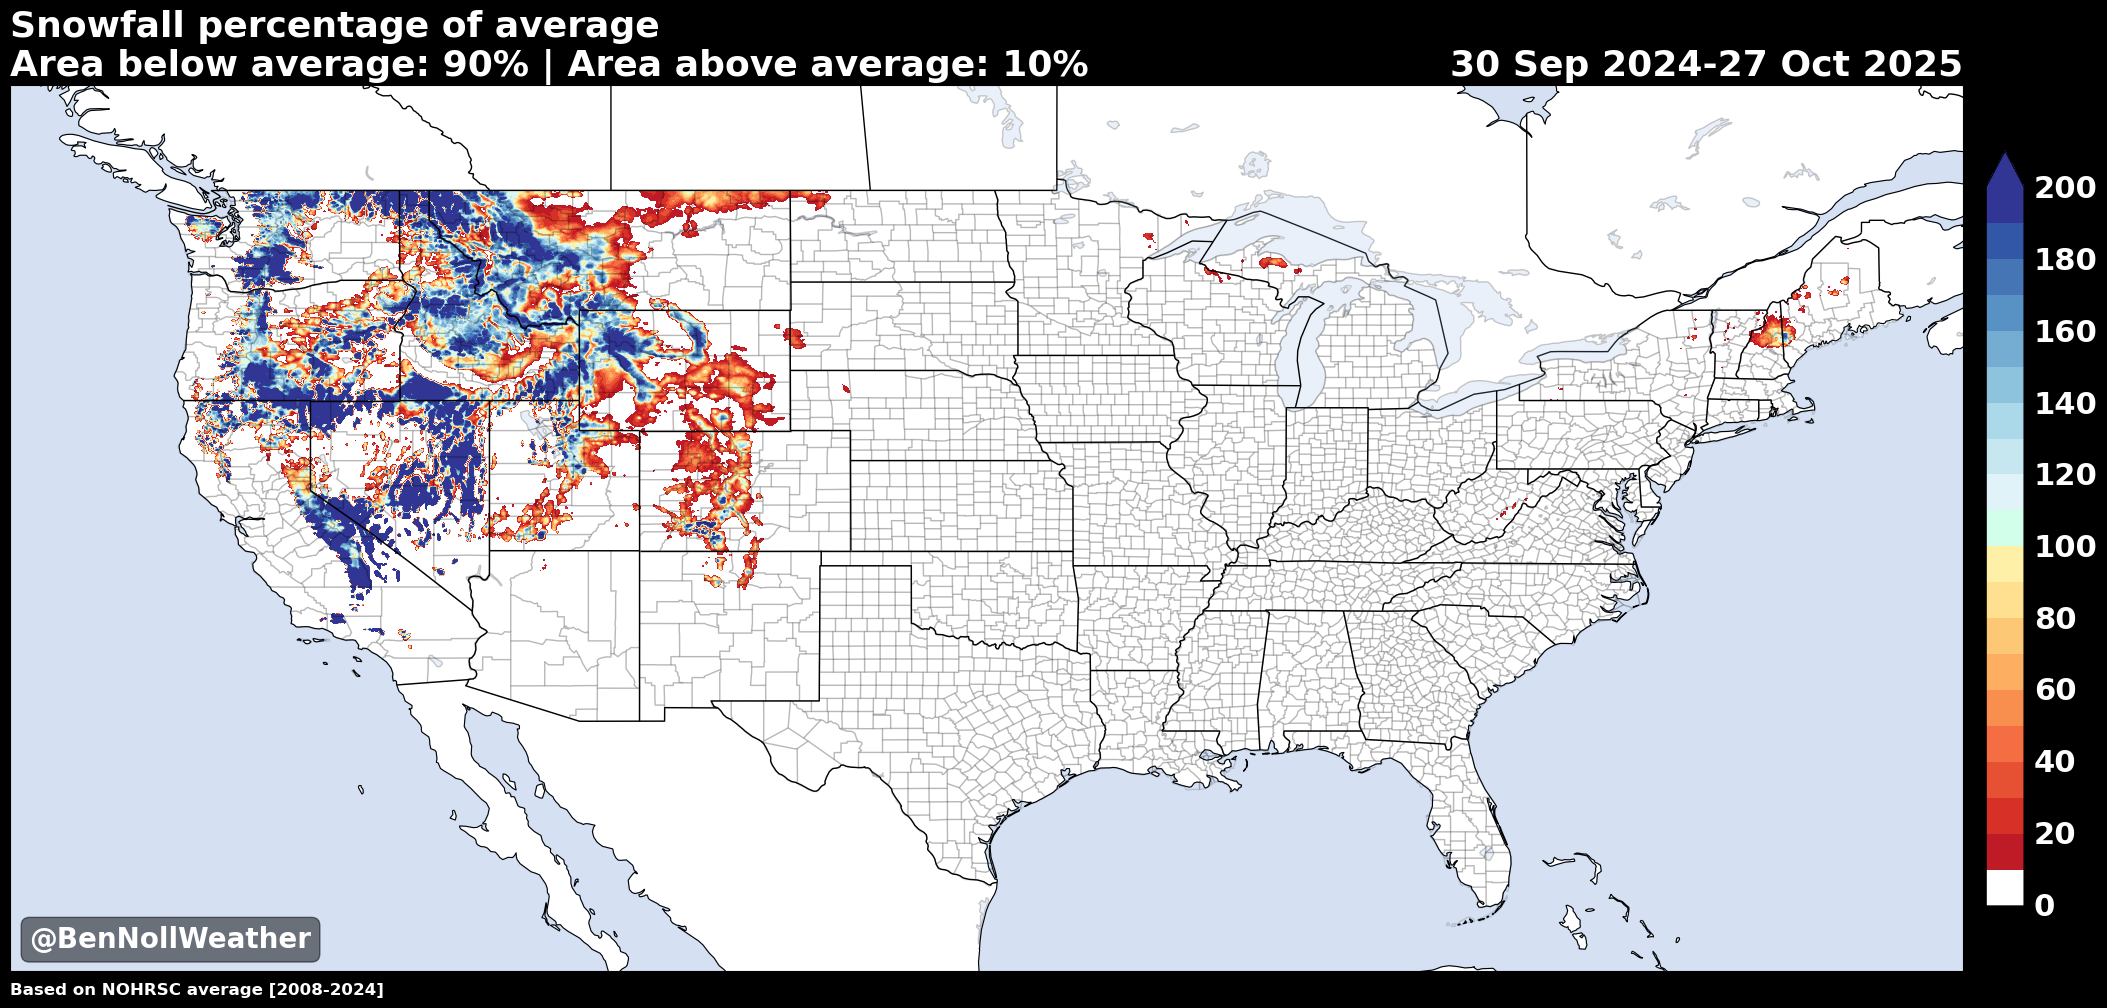 Snowfall percentage of average
Area below average: 90% | Area above average: 10%
30 Sep 2024-27 Oct 2025
200
180
160
140
120
100
80
60
40
20
0
@BenNollWeather
Based on NOHRSC average [2008-2024]